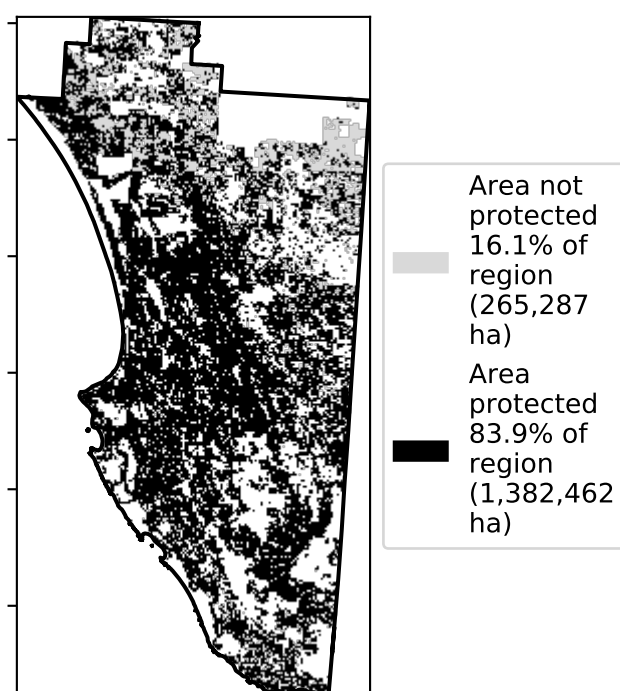 Area not
protected
16.1% of
region
(265,287
ha)
Area
protected
83.9% of
region
(1,382,462
ha)